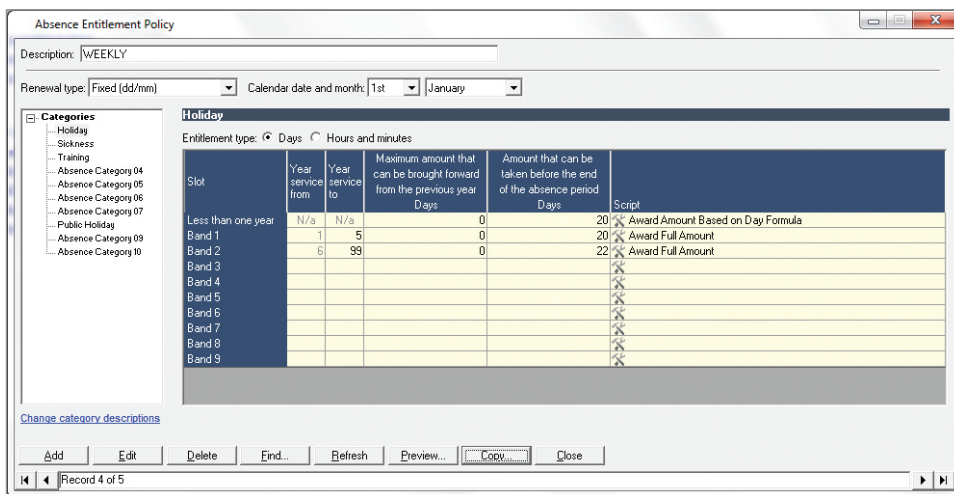 Absence Entitlement Policy
Description: WEEKLY
Renewal type: Fixed (dd/mm) Calendar date and month: 1st January
Categories
Holiday
Sickness
Training
Absence Category 04
Absence Category 05
Absence Category 06
Absence Category 07
Public Holiday
Absence Category 09
Absence Category 10
Change category descriptions
Holiday
Entitlement type: Days Hours and minutes
Slot
Year service from
Year service to
Maximum amount that can be brought forward from the previous year Days
Amount that can be taken before the end of the absence period Days
Script
Less than one year N/a N/a 0 20 Award Amount Based on Day Formula
Band 1 1 5 0 20 Award Full Amount
Band 2 6 99 0 22 Award Full Amount
Band 3
Band 4
Band 5
Band 6
Band 7
Band 8
Band 9
Add Edit Delete Find... Refresh Preview... Copy... Close
Record 4 of 5